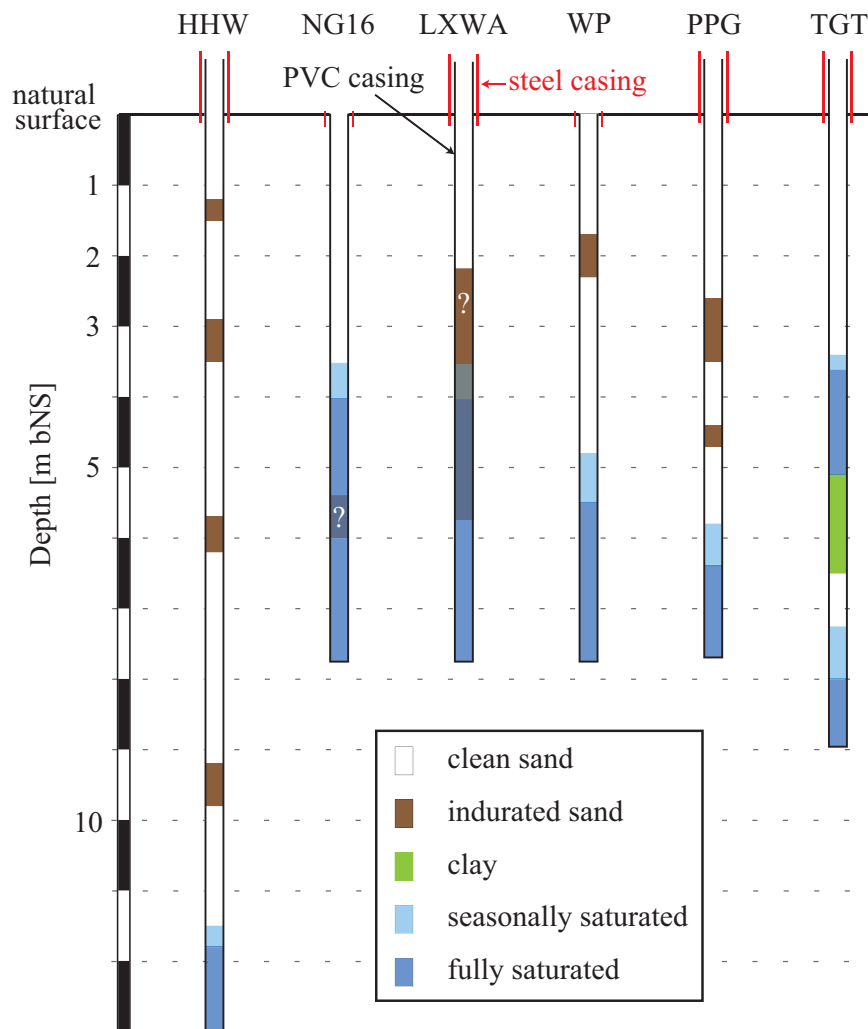 HHW NG16 LXWA WP PPG TGT
PVC casing
steel casing
natural
surface
1
2
3
?
5
?
Depth [m bNS]
10
clean sand
indurated sand
clay
seasonally saturated
fully saturated